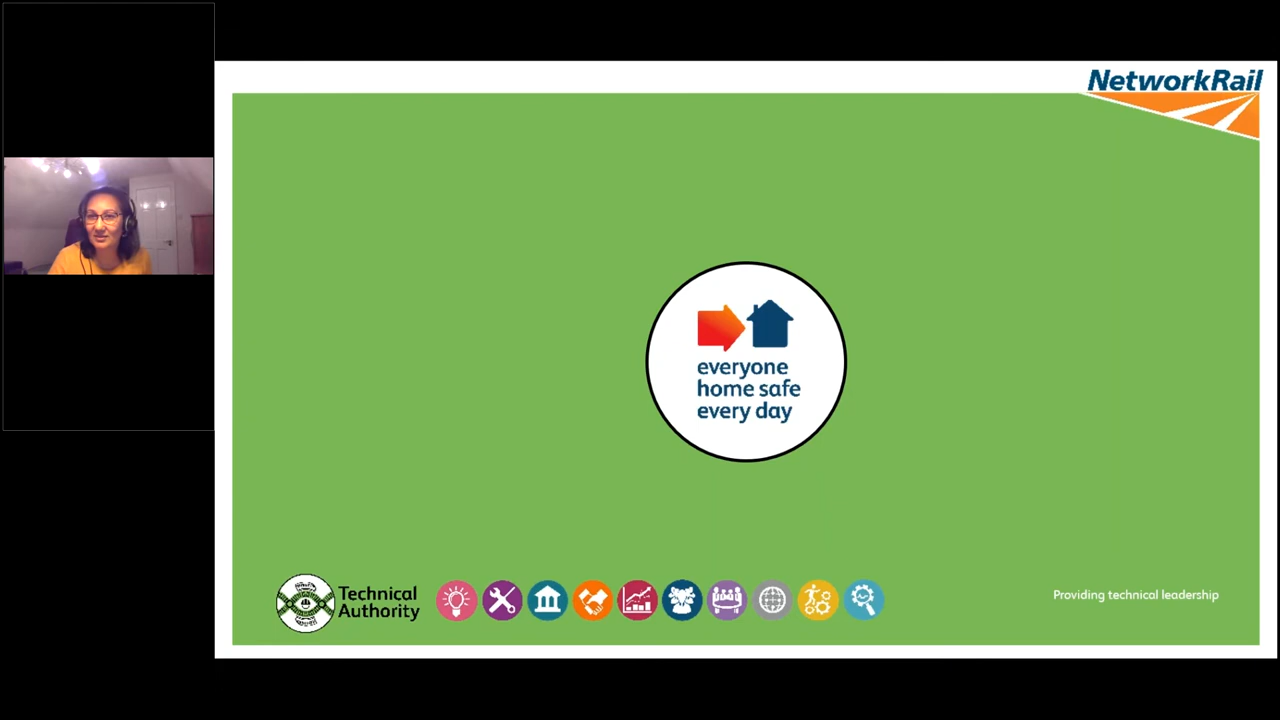 NetworkRail
everyone
home safe
every day
Technical
Authority
Providing technical leadership